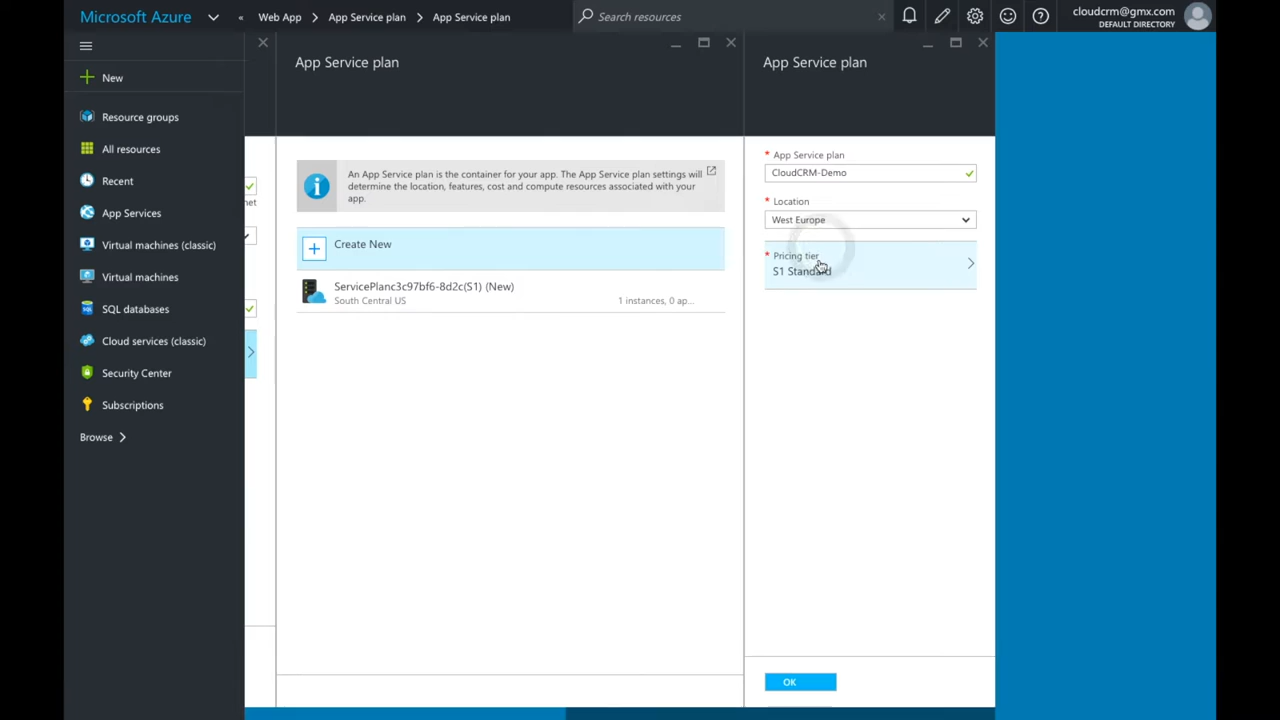 Microsoft Azure
«
Web App
App Service plan
App Service plan
Search resources
cloudcrm@gmx.com
DEFAULT DIRECTORY
New
Resource groups
All resources
Recent
App Services
Virtual machines (classic)
Virtual machines
SQL databases
Cloud services (classic)
Security Center
Subscriptions
Browse
net
App Service plan
An App Service plan is the container for your app. The App Service plan settings will
determine the location, features, cost and compute resources associated with your
app.
Create New
ServicePlanc3c97bf6-8d2c(S1) (New)
South Central US
1 instances, 0 ap...
App Service plan
* App Service plan
CloudCRM-Demo
* Location
West Europe
* Pricing tier
S1 Standard
OK